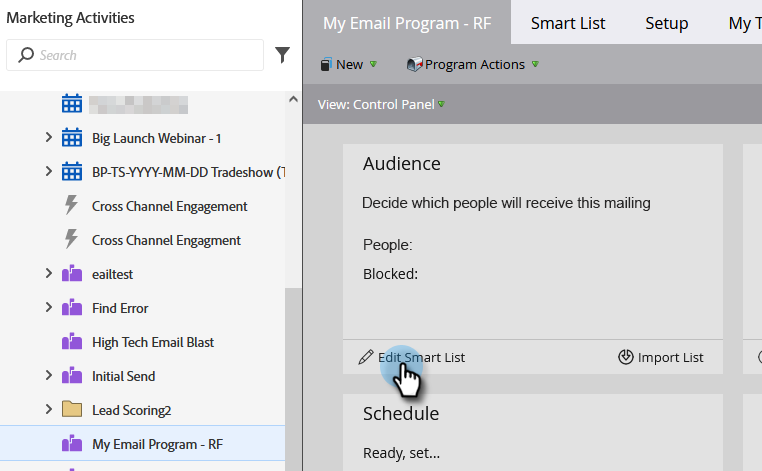 Marketing Activities
Search
Big Launch Webinar - 1
BP-TS-YYYY-MM-DD Tradeshow (T
Cross Channel Engagement
Cross Channel Engagment
eailtest
Find Error
High Tech Email Blast
Initial Send
Lead Scoring2
My Email Program - RF
My Email Program - RF Smart List Setup My T
New Program Actions
View: Control Panel
Audience
Decide which people will receive this mailing
People:
Blocked:
Edit Smart List Import List
Schedule
Ready, set...